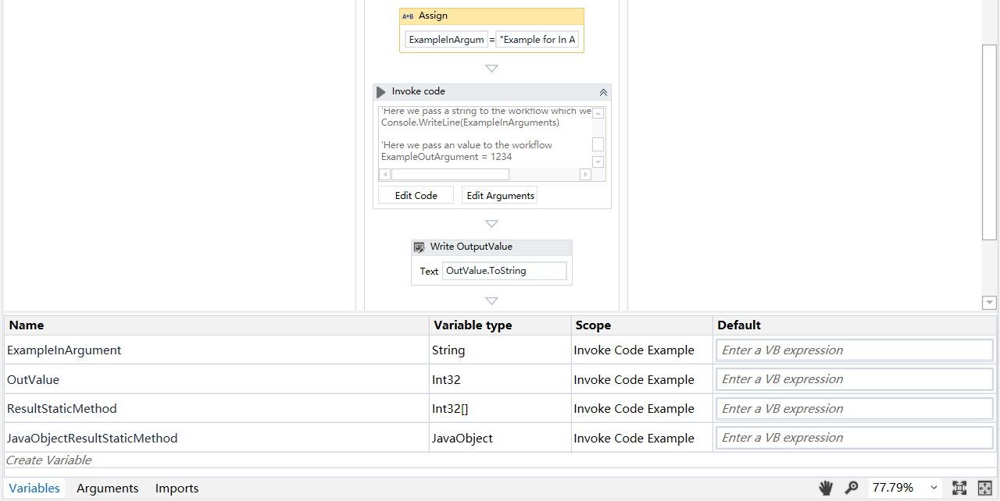 A+B Assign
ExampleInArgum = "Example for In A
Invoke code
'Here we pass a string to the workflow which we
Console.WriteLine(ExampleInArguments)
'Here we pass an value to the workflow
ExampleOutArgument = 1234
Edit Code Edit Arguments
Write OutputValue
Text OutValue.ToString
Name Variable type Scope Default
ExampleInArgument String Invoke Code Example Enter a VB expression
OutValue Int32 Invoke Code Example Enter a VB expression
ResultStaticMethod Int32[] Invoke Code Example Enter a VB expression
JavaObjectResultStaticMethod JavaObject Invoke Code Example Enter a VB expression
Create Variable
Variables Arguments Imports 77.79%